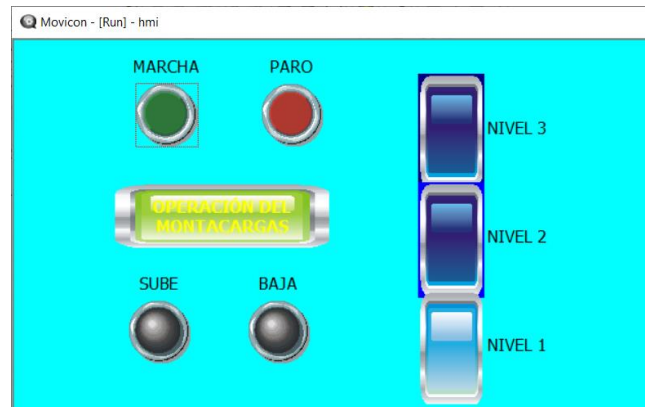 Movicon - [Run] - hmi
MARCHA
PARO
NIVEL 3
OPERACIÓN DEL
MONTACARGAS
NIVEL 2
SUBE
BAJA
NIVEL 1